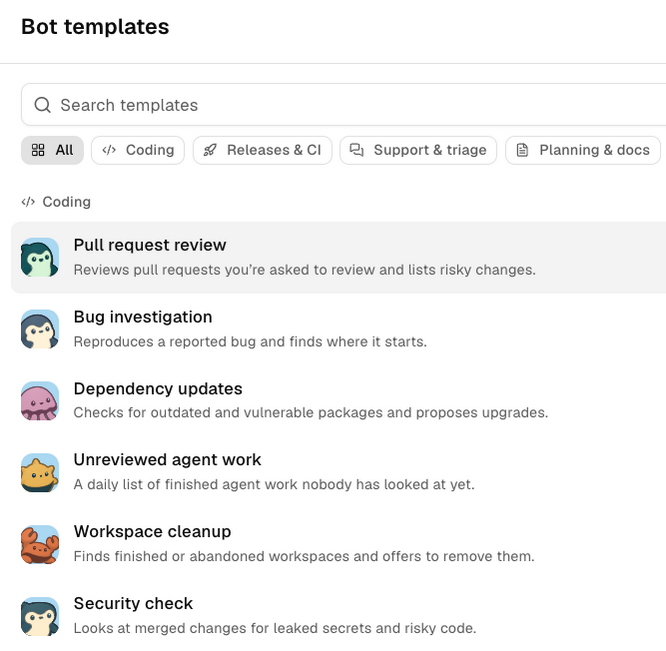 Bot templates
Search templates
All
Coding
Releases & CI
Support & triage
Planning & docs
Coding
Pull request review
Reviews pull requests you’re asked to review and lists risky changes.
Bug investigation
Reproduces a reported bug and finds where it starts.
Dependency updates
Checks for outdated and vulnerable packages and proposes upgrades.
Unreviewed agent work
A daily list of finished agent work nobody has looked at yet.
Workspace cleanup
Finds finished or abandoned workspaces and offers to remove them.
Security check
Looks at merged changes for leaked secrets and risky code.